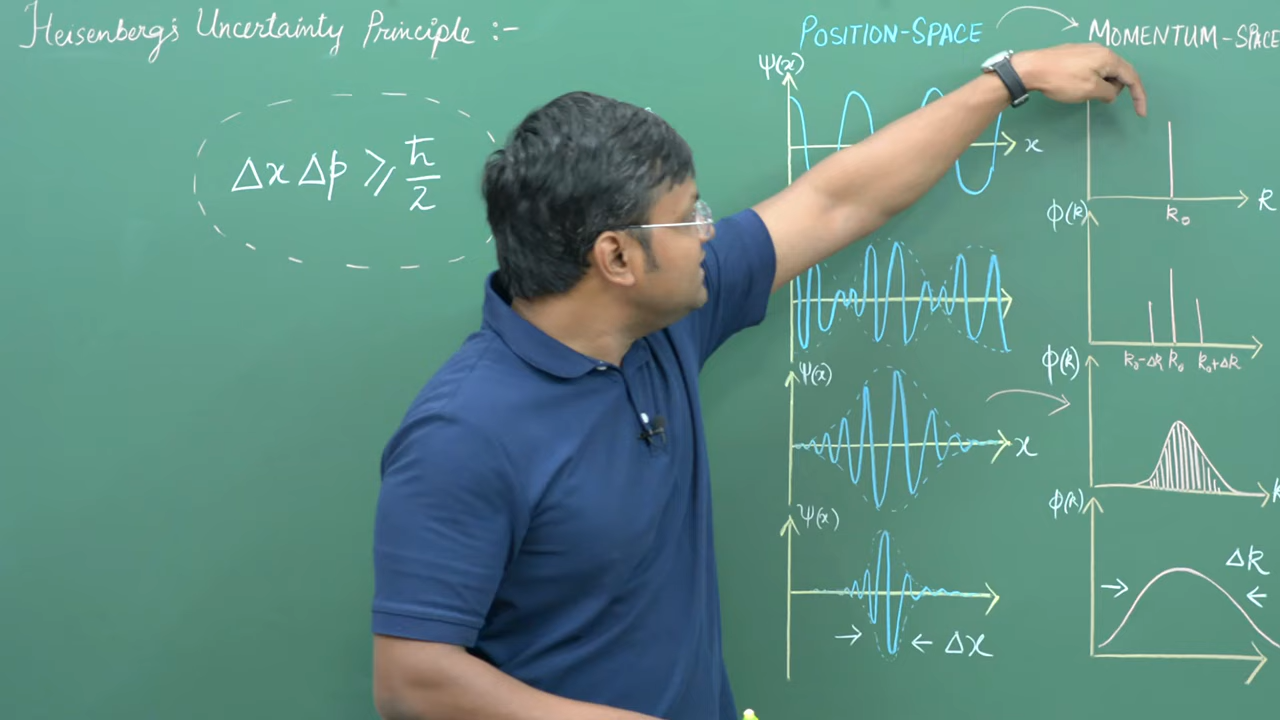 Heisenberg's Uncertainty Principle :-
Δx Δp ≥ ħ/2
POSITION-SPACE
MOMENTUM-SPACE
Ψ(x)
x
k
k₀
ϕ(k)
k₀-Δk k₀ k₀+Δk
Ψ(x)
x
ϕ(k)
k
Ψ(x)
Δx
ϕ(k)
Δk